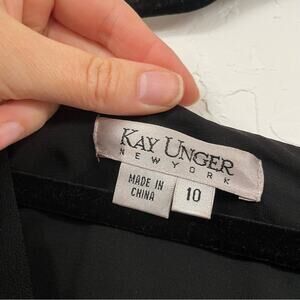 KAY UNGER
NEW YORK
MADE IN
CHINA
10